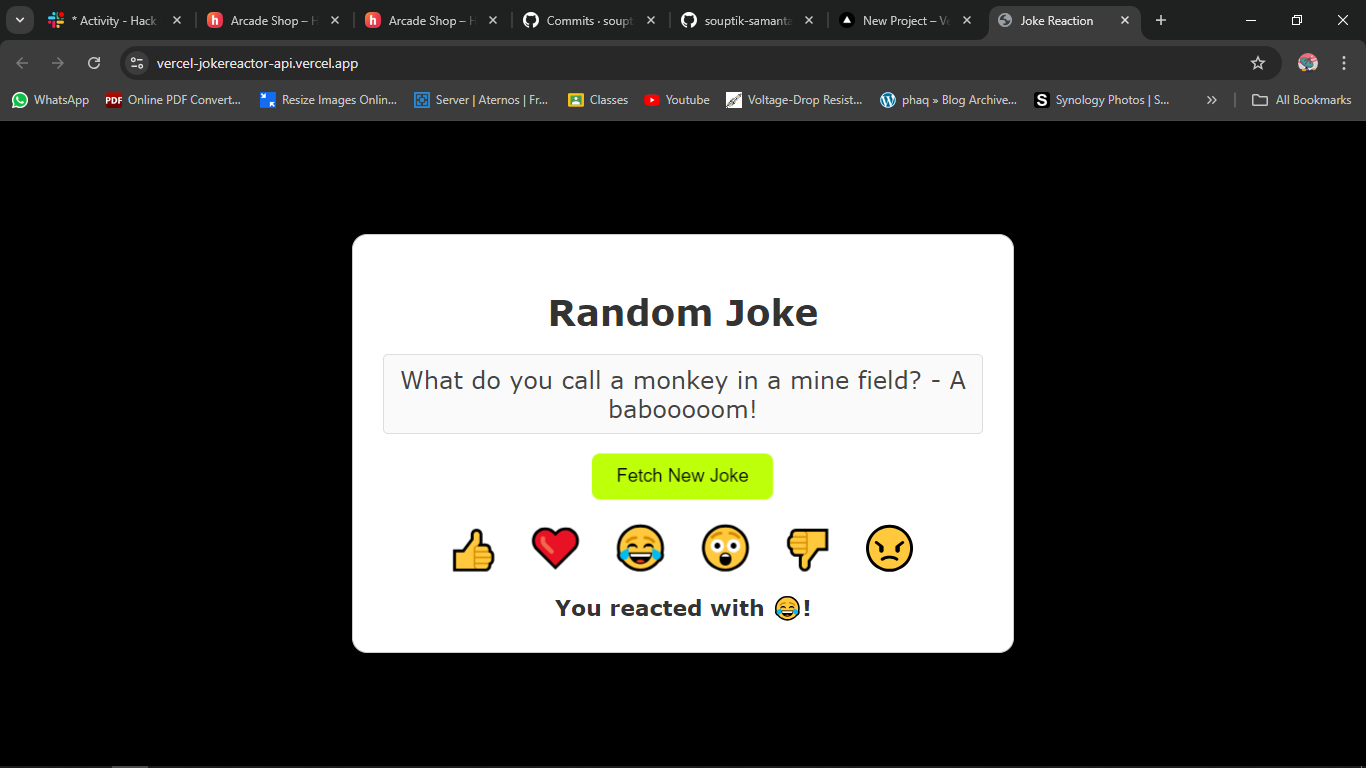 * Activity - Hack
Arcade Shop – H
Arcade Shop – H
Commits · soupt
souptik-samanta
New Project – Ve
Joke Reaction
vercel-jokereactor-api.vercel.app
WhatsApp
PDF
Online PDF Convert...
Resize Images Onlin...
Server | Aternos | Fr...
Classes
Youtube
Voltage-Drop Resist...
phaq » Blog Archive...
S
Synology Photos | S...
»
All Bookmarks
Random Joke
What do you call a monkey in a mine field? - A
babooooom!
Fetch New Joke
👍 ❤️ 😂 😲 👎 😠
You reacted with 😂!